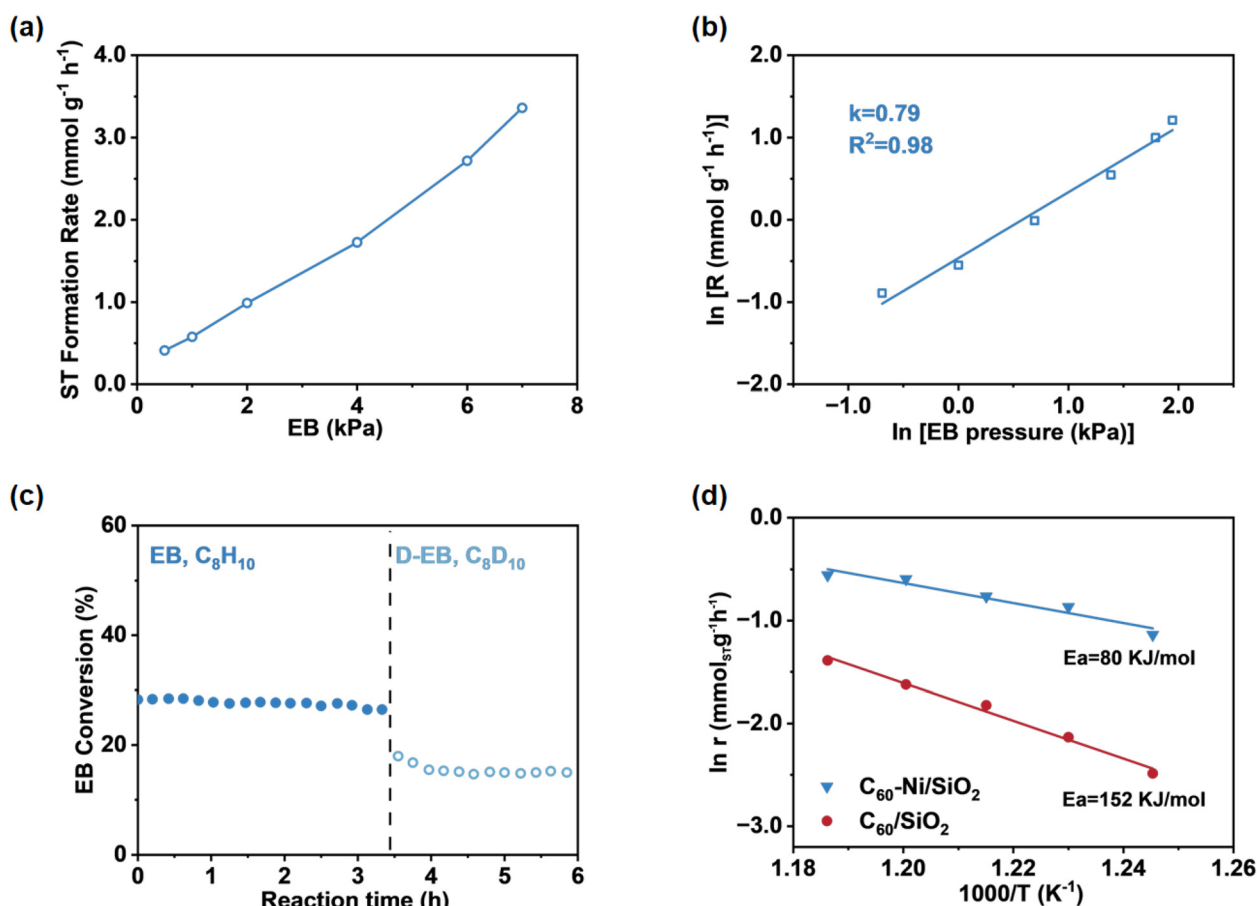 (a)
4.0
3.0
2.0
1.0
0.0
0 2 4 6 8
ST Formation Rate (mmol g⁻¹ h⁻¹)
EB (kPa)
(b)
2.0
1.0
0.0
−1.0
−2.0
−1.0 0.0 1.0 2.0
ln [R (mmol g⁻¹ h⁻¹)]
ln [EB pressure (kPa)]
k=0.79
R²=0.98
(c)
60
40
20
0
0 1 2 3 4 5 6
EB Conversion (%)
Reaction time (h)
EB, C₈H₁₀
D-EB, C₈D₁₀
(d)
0.0
−1.0
−2.0
−3.0
1.18 1.20 1.22 1.24 1.26
ln r (mmol_STg⁻¹h⁻¹)
1000/T (K⁻¹)
Ea=80 KJ/mol
Ea=152 KJ/mol
C₆₀-Ni/SiO₂
C₆₀/SiO₂